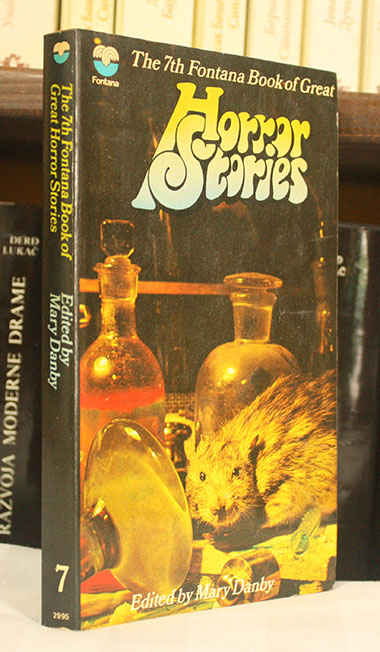 Fontana
The 7th Fontana Book of Great
Horror
Stories
Edited by Mary Danby
The 7th Fontana Book of
Great Horror Stories
Edited by
Mary Danby
7
2995
DERĐ
LUKAČ
RAZVOJA MODERNE DRAME